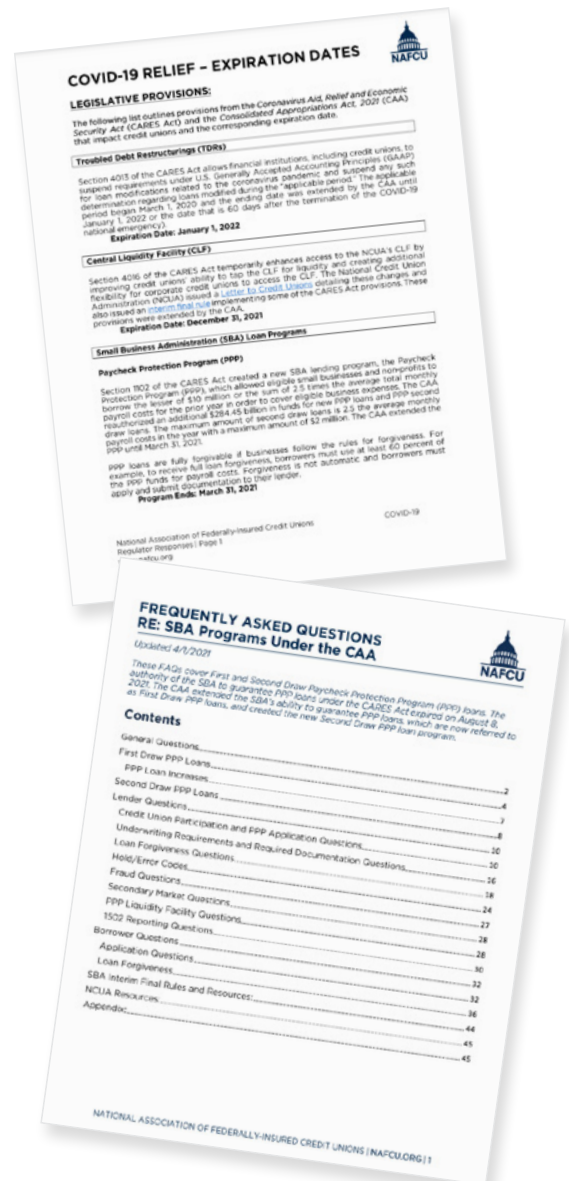 NAFCU
COVID-19 RELIEF – EXPIRATION DATES
LEGISLATIVE PROVISIONS:
The following list outlines provisions from the Coronavirus Aid, Relief and Economic
Security Act (CARES Act) and the Consolidated Appropriations Act, 2021 (CAA)
that impact credit unions and the corresponding expiration date.
Troubled Debt Restructurings (TDRs)
Section 4013 of the CARES Act allows financial institutions, including credit unions, to
suspend requirements under U.S. Generally Accepted Accounting Principles (GAAP)
for loan modifications related to the coronavirus pandemic and suspend any such
determination regarding loans modified during the "applicable period." The applicable
period began March 1, 2020 and the ending date was extended by the CAA until
January 1, 2022 or the date that is 60 days after the termination of the COVID-19
national emergency).
Expiration Date: January 1, 2022
Central Liquidity Facility (CLF)
Section 4016 of the CARES Act temporarily enhances access to the NCUA's CLF by
improving credit unions' ability to tap the CLF for liquidity and creating additional
flexibility for corporate credit unions to access the CLF. The National Credit Union
Administration (NCUA) issued a Letter to Credit Unions detailing these changes and
also issued an interim final rule implementing some of the CARES Act provisions. These
provisions were extended by the CAA.
Expiration Date: December 31, 2021
Small Business Administration (SBA) Loan Programs
Paycheck Protection Program (PPP)
Section 1102 of the CARES Act created a new SBA lending program, the Paycheck
Protection Program (PPP), which allowed eligible small businesses and non-profits to
borrow the lesser of $10 million or the sum of 2.5 times the average total monthly
payroll costs for the prior year in order to cover eligible business expenses. The CAA
reauthorized an additional $284.45 billion in funds for new PPP loans and PPP second
draw loans. The maximum amount of second draw loans is 2.5 the average monthly
payroll costs in the year with a maximum amount of $2 million. The CAA extended the
PPP until March 31, 2021.
PPP loans are fully forgivable if businesses follow the rules for forgiveness. For
example, to receive full loan forgiveness, borrowers must use at least 60 percent of
the PPP funds for payroll costs. Forgiveness is not automatic and borrowers must
apply and submit documentation to their lender.
Program Ends: March 31, 2021
National Association of Federally-Insured Credit Unions
Regulator Responses | Page 1
COVID-19
FREQUENTLY ASKED QUESTIONS
RE: SBA Programs Under the CAA
NAFCU
Updated 4/1/2021
These FAQs cover First and Second Draw Paycheck Protection Program (PPP) loans. The
authority of the SBA to guarantee PPP loans under the CARES Act expired on August 8,
2021. The CAA extended the SBA's ability to guarantee PPP loans, which are now referred to
as First Draw PPP loans, and created the new Second Draw PPP loan program.
Contents
General Questions 2
First Drew PPP Loans 4
PPP Loan Increases 7
Second Draw PPP Loans 8
Lender Questions 10
Credit Union Participation and PPP Application Questions 10
Underwriting Requirements and Required Documentation Questions 16
Loan Forgiveness Questions 18
Hold/Error Codes 24
Fraud Questions 27
Secondary Market Questions 28
PPP Liquidity Facility Questions 28
1502 Reporting Questions 30
Borrower Questions 32
Application Questions 32
Loan Forgiveness 36
SBA Interim Final Rules and Resources: 44
NCUA Resources 45
Appendix 45
NATIONAL ASSOCIATION OF FEDERALLY-INSURED CREDIT UNIONS | NAFCU.ORG | 1